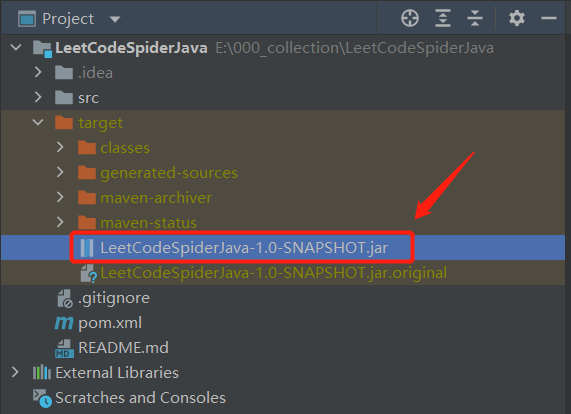 Project
LeetCodeSpiderJava E:\000_collection\LeetCodeSpiderJava
.idea
src
target
classes
generated-sources
maven-archiver
maven-status
LeetCodeSpiderJava-1.0-SNAPSHOT.jar
LeetCodeSpiderJava-1.0-SNAPSHOT.jar.original
.gitignore
m pom.xml
MD README.md
External Libraries
Scratches and Consoles